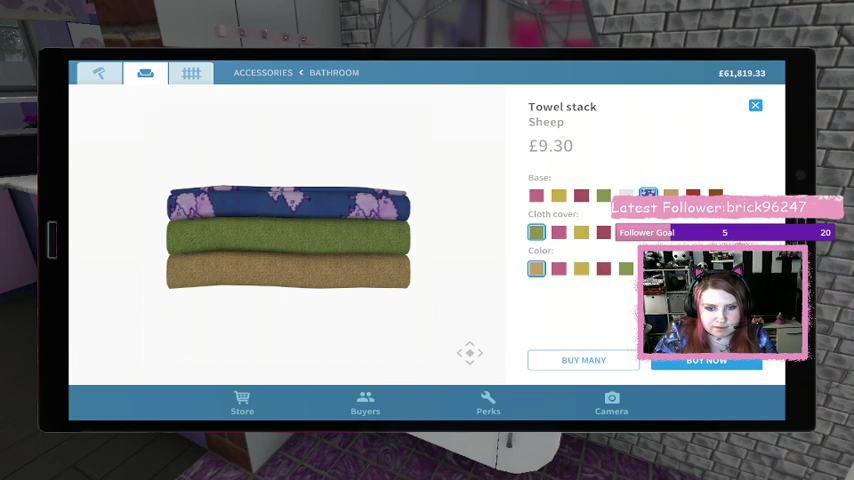 ACCESSORIES < BATHROOM
£61,819.33
Towel stack
Sheep
£9.30
Base:
Latest Follower:brick96247
Cloth cover:
Follower Goal 5 20
Color:
BUY MANY
BUY NOW
Store
Buyers
Perks
Camera